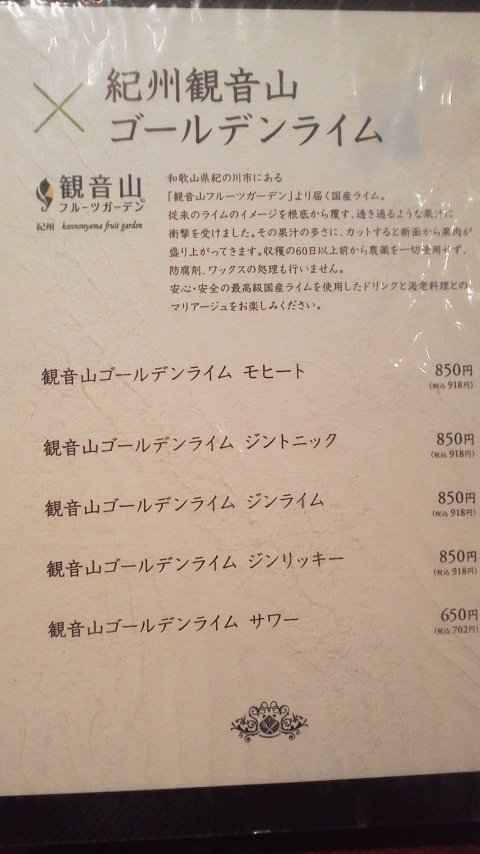 × 紀州観音山
ゴールデンライム
観音山
フルーツガーデン®
紀州 kannonyama fruit garden
和歌山県紀の川市にある
「観音山フルーツガーデン」より届く国産ライム。
従来のライムのイメージを根底から覆す、透き通るような果汁に
衝撃を受けました。その果汁の多さに、カットすると断面から果肉が
盛り上がってきます。収穫の60日以上前から農薬を一切使用せず、
防腐剤、ワックスの処理も行いません。
安心・安全の最高級国産ライムを使用したドリンクと海老料理との
マリアージュをお楽しみください。
観音山ゴールデンライム モヒート 850円
(税込 918円)
観音山ゴールデンライム ジントニック 850円
(税込 918円)
観音山ゴールデンライム ジンライム 850円
(税込 918円)
観音山ゴールデンライム ジンリッキー 850円
(税込 918円)
観音山ゴールデンライム サワー 650円
(税込 702円)